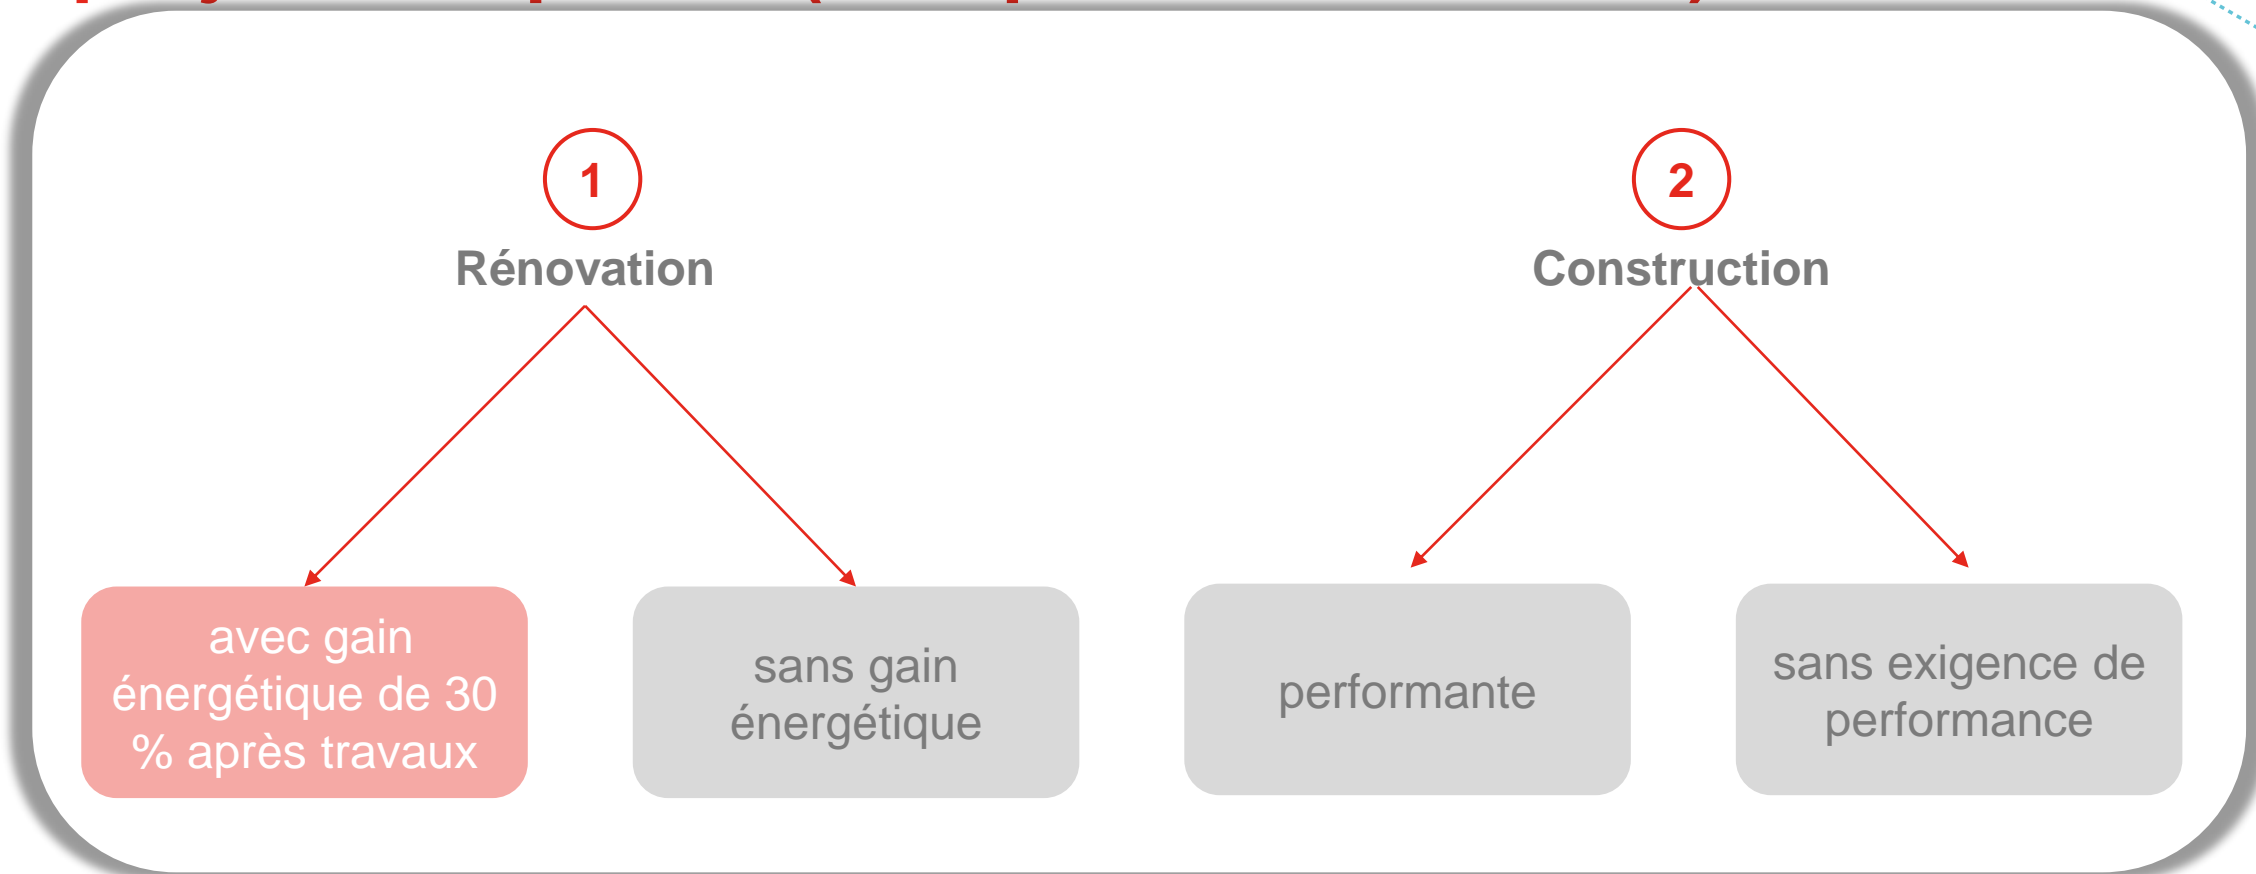 1
2
Rénovation
Construction
avec gain
énergétique de 30
% après travaux
sans gain
énergétique
performante
sans exigence de
performance